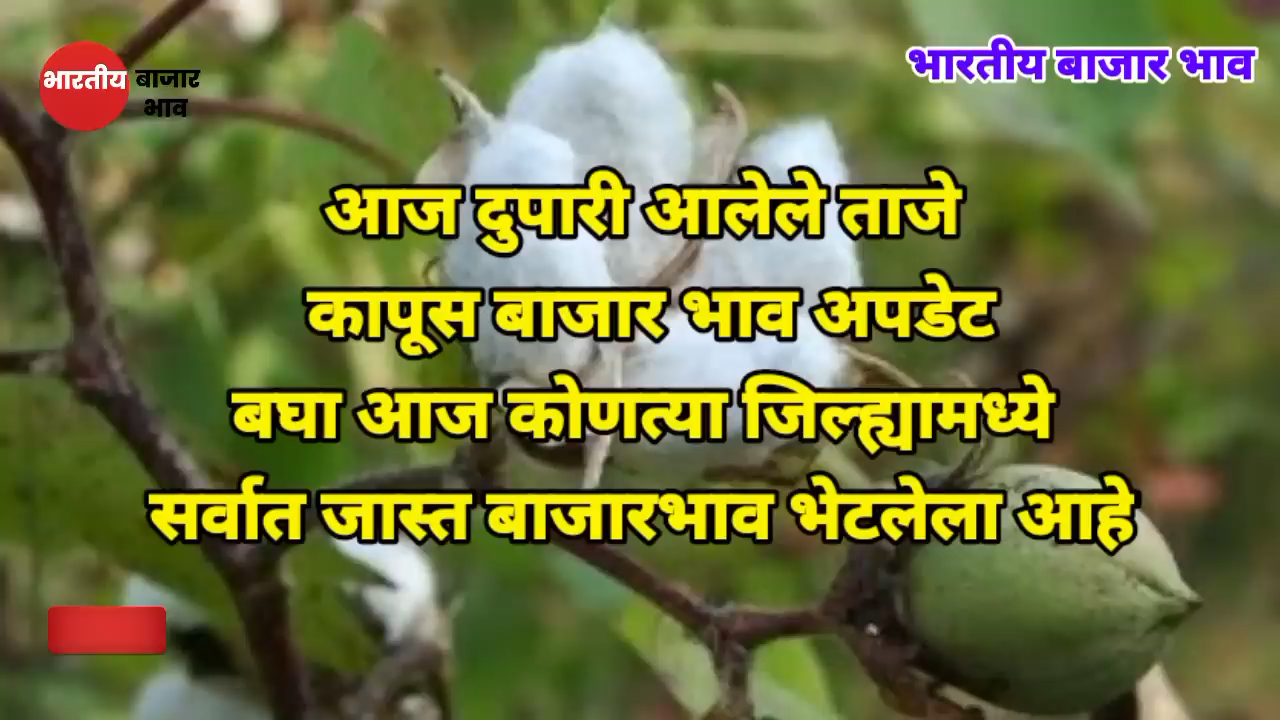 भारतीय बाजार
भाव
भारतीय बाजार भाव
आज दुपारी आलेले ताजे
कापूस बाजार भाव अपडेट
बघा आज कोणत्या जिल्ह्यामध्ये
सर्वात जास्त बाजारभाव भेटलेला आहे